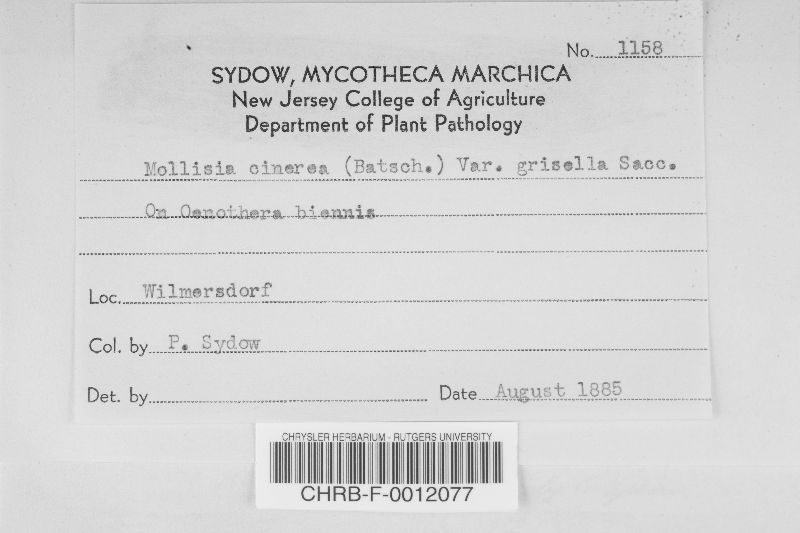 No. 1158
SYDOW, MYCOTHECA MARCHICA
New Jersey College of Agriculture
Department of Plant Pathology
Mollisia cinerea (Batsch.) Var. grisella Sacc.
On Oenothera biennis
Loc. Wilmersdorf
Col. by P. Sydow
Det. by
Date August 1885
CHRYSLER HERBARIUM - RUTGERS UNIVERSITY
CHRB-F-0012077